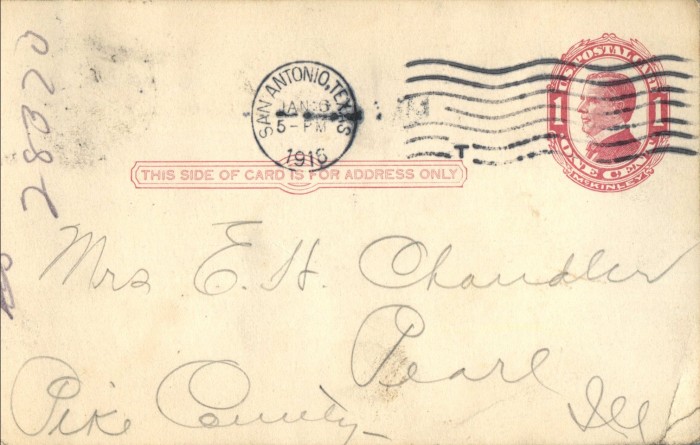 28320
SAN ANTONIO, TEXAS
JAN
5-PM
1916
U.S. POSTAL CARD
1 1
ONE CENT
McKINLEY
THIS SIDE OF CARD IS FOR ADDRESS ONLY
Mrs E. H. Chandler
Pearl
Pike County Ill